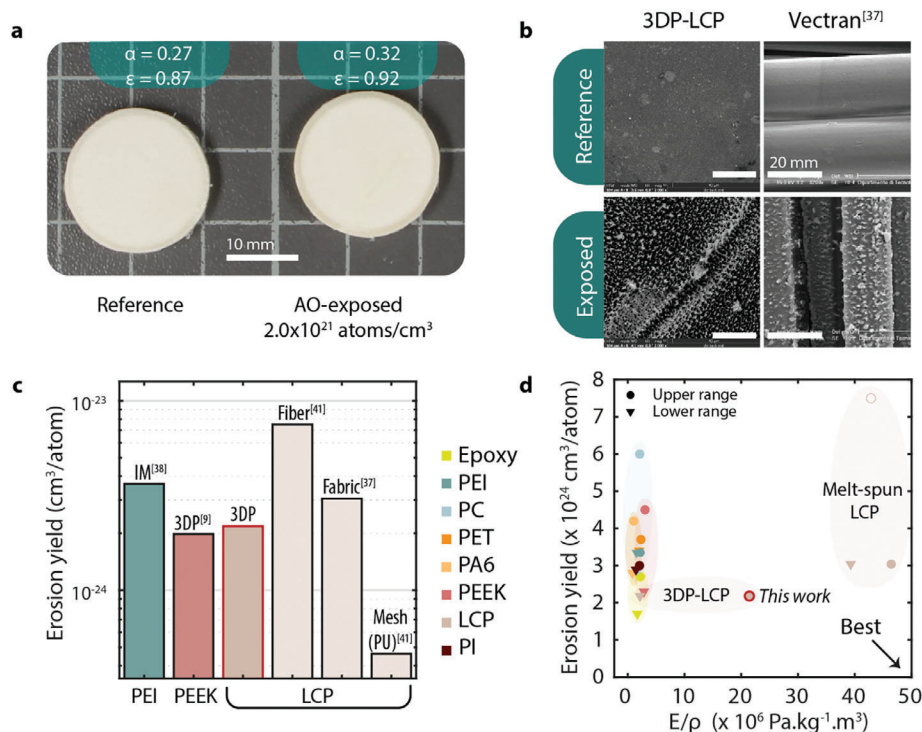 a
α = 0.27
ε = 0.87
α = 0.32
ε = 0.92
10 mm
Reference
AO-exposed
2.0x10²¹ atoms/cm³
b
3DP-LCP
Vectran[37]
Reference
20 mm
Exposed
c
Erosion yield (cm³/atom)
10⁻²³
10⁻²⁴
IM[38]
3DP[9]
3DP
Fiber[41]
Fabric[37]
Mesh
(PU)[41]
PEI
PEEK
LCP
Epoxy
PEI
PC
PET
PA6
PEEK
LCP
PI
d
Erosion yield (x 10²⁴ cm³/atom)
8
7
6
5
4
3
2
1
0
Upper range
Lower range
Melt-spun
LCP
3DP-LCP
This work
Best
0 10 20 30 40 50
E/ρ (x 10⁶ Pa.kg⁻¹.m³)